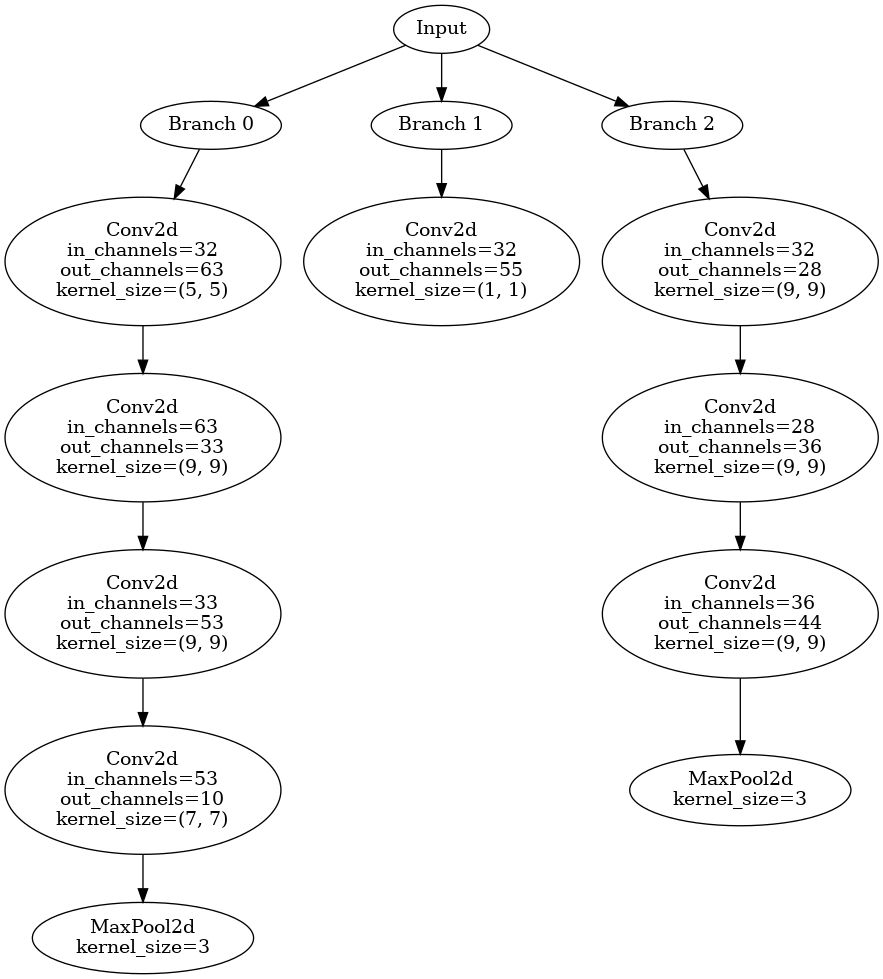 Input
Branch 0
Branch 1
Branch 2
Conv2d
in_channels=32
out_channels=63
kernel_size=(5, 5)
Conv2d
in_channels=32
out_channels=55
kernel_size=(1, 1)
Conv2d
in_channels=32
out_channels=28
kernel_size=(9, 9)
Conv2d
in_channels=63
out_channels=33
kernel_size=(9, 9)
Conv2d
in_channels=28
out_channels=36
kernel_size=(9, 9)
Conv2d
in_channels=33
out_channels=53
kernel_size=(9, 9)
Conv2d
in_channels=36
out_channels=44
kernel_size=(9, 9)
Conv2d
in_channels=53
out_channels=10
kernel_size=(7, 7)
MaxPool2d
kernel_size=3
MaxPool2d
kernel_size=3